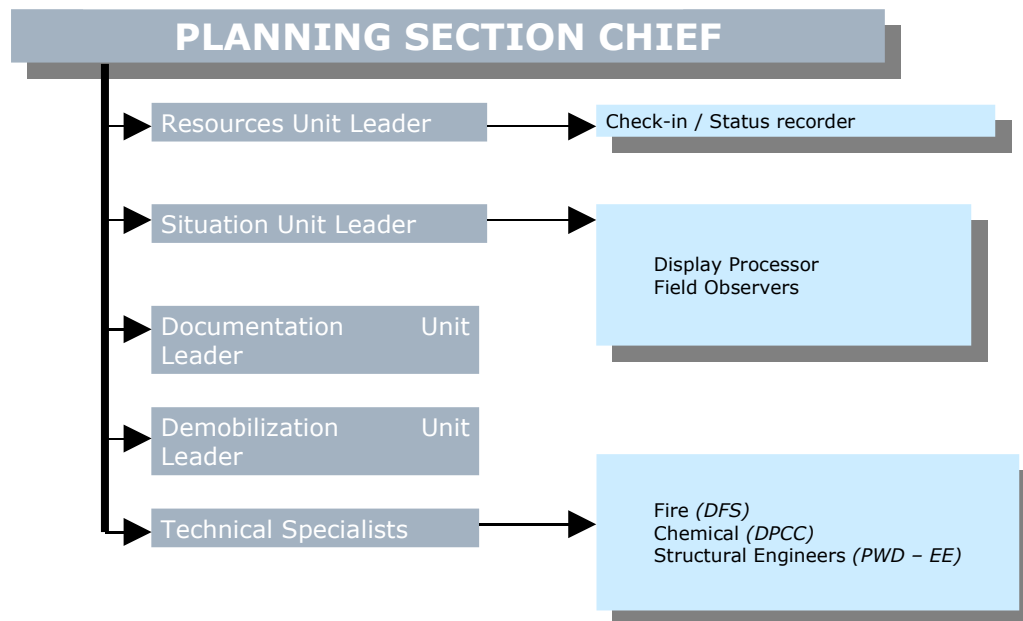 PLANNING SECTION CHIEF
Resources Unit Leader
Check-in / Status recorder
Situation Unit Leader
Display Processor
Field Observers
Documentation Unit
Leader
Demobilization Unit
Leader
Technical Specialists
Fire (DFS)
Chemical (DPCC)
Structural Engineers (PWD – EE)